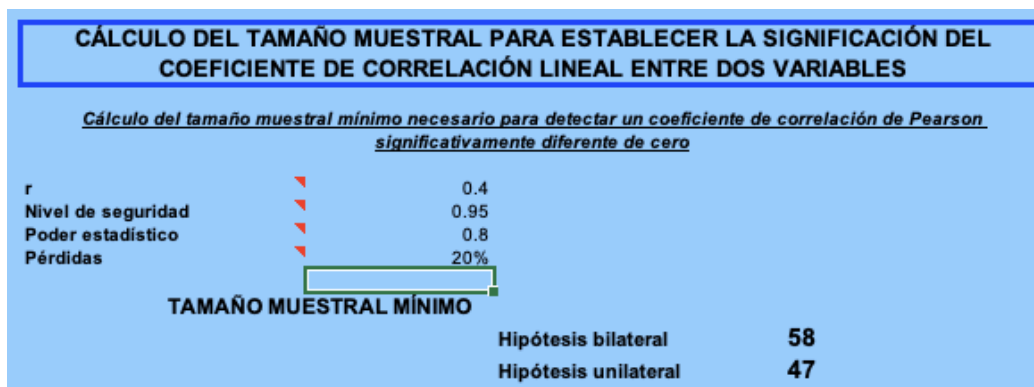 CÁLCULO DEL TAMAÑO MUESTRAL PARA ESTABLECER LA SIGNIFICACIÓN DEL
COEFICIENTE DE CORRELACIÓN LINEAL ENTRE DOS VARIABLES
Cálculo del tamaño muestral mínimo necesario para detectar un coeficiente de correlación de Pearson
significativamente diferente de cero
r 0.4
Nivel de seguridad 0.95
Poder estadístico 0.8
Pérdidas 20%
TAMAÑO MUESTRAL MÍNIMO
Hipótesis bilateral 58
Hipótesis unilateral 47